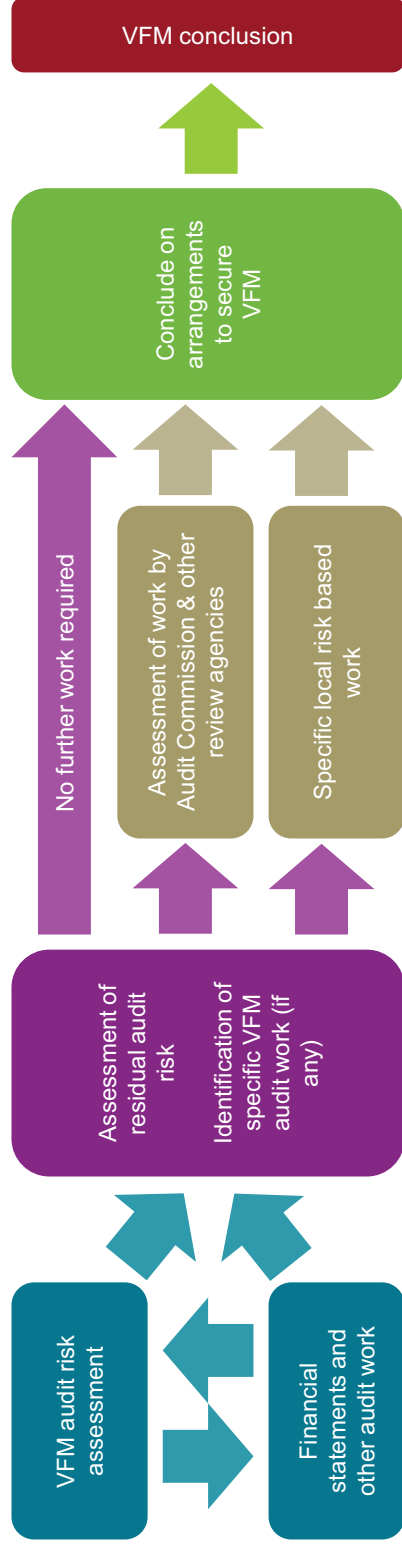 VFM audit risk
assessment
Financial
statements and
other audit work
Assessment of
residual audit
risk
Identification of
specific VFM
audit work (if
any)
No further work required
Assessment of work by
Audit Commission & other
review agencies
Specific local risk based
work
Conclude on
arrangements
to secure
VFM
VFM conclusion